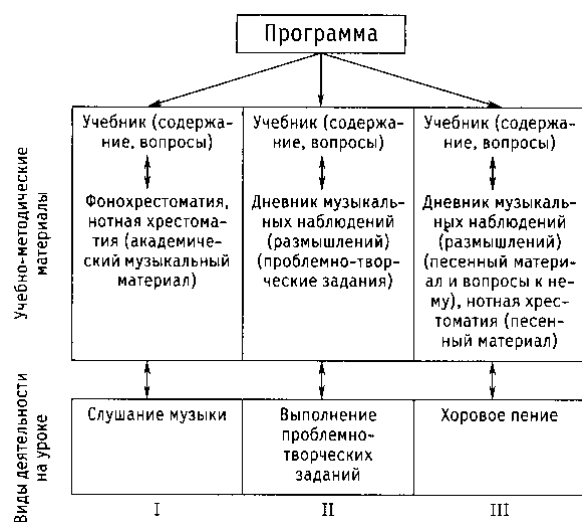 Программа
Учебно-методические
материалы
Учебник (содержа-
ние, вопросы)
Фонохрестоматия,
нотная хрестома-
тия (академиче-
ский музыкальный
материал)
Учебник (содержа-
ние, вопросы)
Дневник музыкаль-
ных наблюдений
(размышлений)
(проблемно-твор-
ческие задания)
Учебник (содержа-
ние, вопросы)
Дневник музыкаль-
ных наблюдений
(размышлений)
(песенный матери-
ал и вопросы к не-
му), нотная хрес-
томатия (песен-
ный материал)
Виды деятельности
на уроке
Слушание музыки
Выполнение
проблемно-
творческих
заданий
Хоровое пение
I
II
III